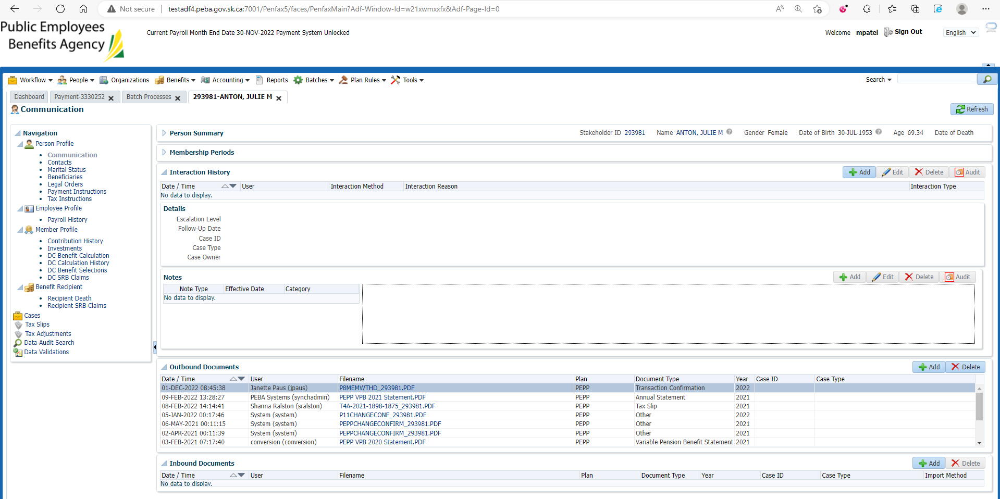 Not secure testadf4.peba.gov.sk.ca:7001/Penfax5/faces/PenfaxMain?Adf-Window-Id=w21xwmxxfx&Adf-Page-Id=0
Public Employees
Benefits Agency
Current Payroll Month End Date 30-NOV-2022 Payment System Unlocked
Welcome mpatel Sign Out English
Workflow People Organizations Benefits Accounting Reports Batches Plan Rules Tools Search
Dashboard Payment-3330252 Batch Processes 293981-ANTON, JULIE M
Communication
Refresh
Navigation
Person Profile
Communication
Contacts
Marital Status
Beneficiaries
Legal Orders
Payment Instructions
Tax Instructions
Employee Profile
Payroll History
Member Profile
Contribution History
Investments
DC Benefit Calculation
DC Calculation History
DC Benefit Selections
DC SRB Claims
Benefit Recipient
Recipient Death
Recipient SRB Claims
Cases
Tax Slips
Tax Adjustments
Data Audit Search
Data Validations
Person Summary Stakeholder ID 293981 Name ANTON, JULIE M Gender Female Date of Birth 30-JUL-1953 Age 69.34 Date of Death
Membership Periods
Interaction History Add Edit Delete Audit
Date / Time User Interaction Method Interaction Reason Interaction Type
No data to display.
Details
Escalation Level
Follow-Up Date
Case ID
Case Type
Case Owner
Notes Add Edit Delete Audit
Note Type Effective Date Category
No data to display.
Outbound Documents Add Delete
Date / Time User Filename Plan Document Type Year Case ID Case Type
01-DEC-2022 08:45:38 Janette Paus (jpaus) P8MEMWTHD_293981.PDF PEPP Transaction Confirmation 2022
09-FEB-2022 13:28:27 PEBA Systems (synchadmin) PEPP VPB 2021 Statement.PDF PEPP Annual Statement 2021
08-FEB-2022 14:14:41 Shanna Ralston (sralston) T4A-2021-1898-1875_293981.PDF PEPP Tax Slip 2021
05-JAN-2022 00:17:46 System (system) P11CHANGECONF_293981.PDF PEPP Other 2022
06-MAY-2021 00:11:15 System (system) PEPPCHANGECONFIRM_293981.PDF PEPP Other 2021
02-APR-2021 00:11:39 System (system) PEPPCHANGECONFIRM_293981.PDF PEPP Other 2021
03-FEB-2021 07:17:40 conversion (conversion) PEPP VPB 2020 Statement.PDF PEPP Variable Pension Benefit Statement 2021
Inbound Documents Add Delete
Date / Time User Filename Plan Document Type Year Case ID Case Type Import Method
No data to display.